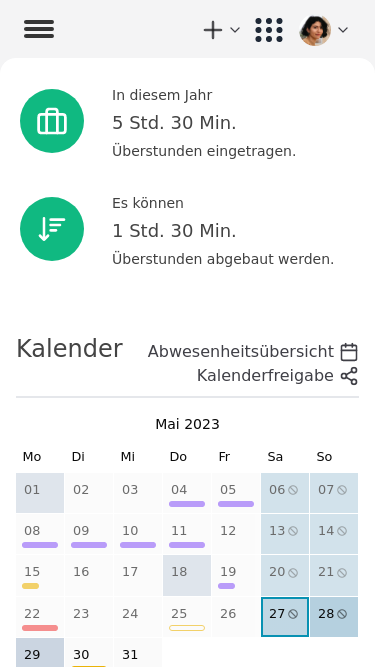 In diesem Jahr
5 Std. 30 Min.
Überstunden eingetragen.
Es können
1 Std. 30 Min.
Überstunden abgebaut werden.
Kalender
Abwesenheitsübersicht
Kalenderfreigabe
Mai 2023
Mo Di Mi Do Fr Sa So
01 02 03 04 05 06 07
08 09 10 11 12 13 14
15 16 17 18 19 20 21
22 23 24 25 26 27 28
29 30 31